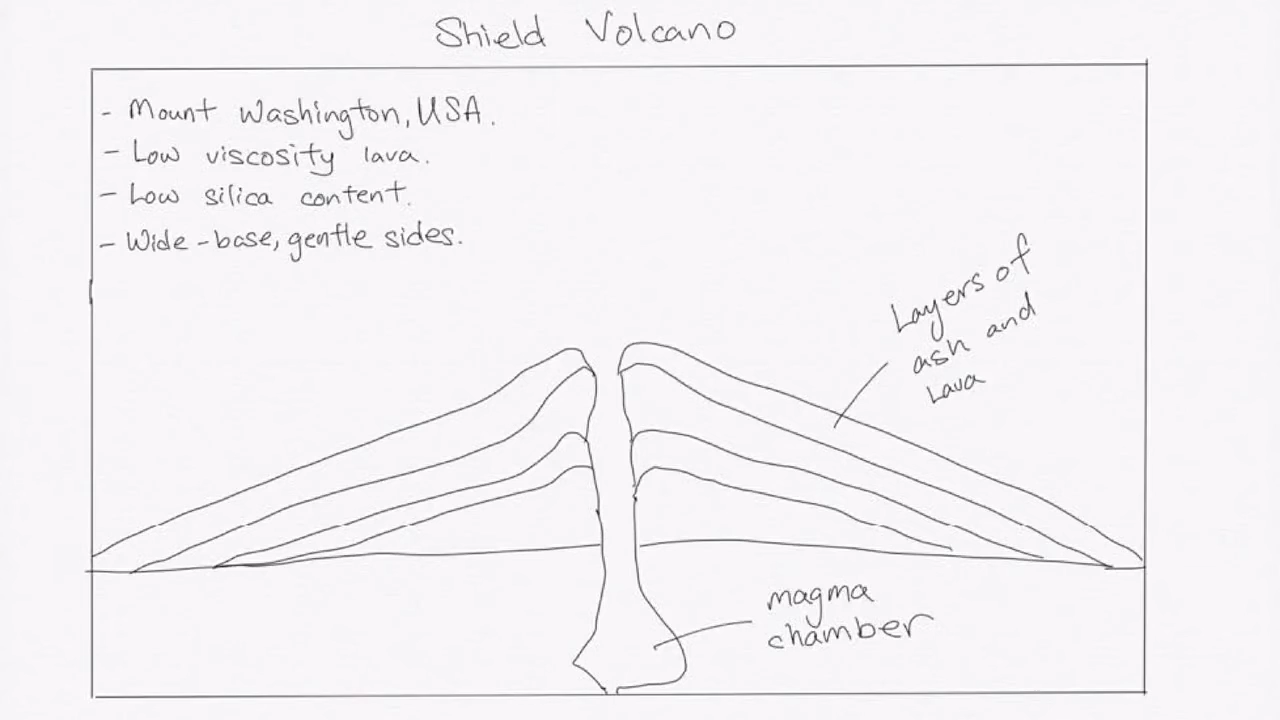 Shield Volcano
- Mount Washington, USA.
- Low viscosity lava.
- Low silica content.
- Wide-base, gentle sides.
Layers of
ash and
Lava
magma
chamber